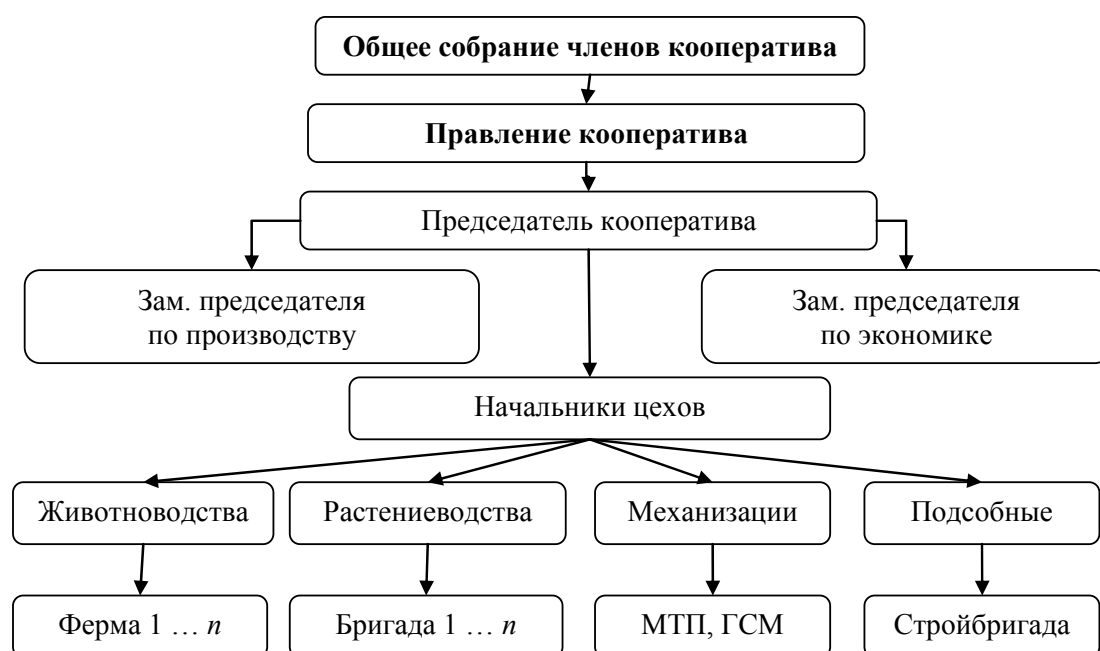 Общее собрание членов кооператива
Правление кооператива
Председатель кооператива
Зам. председателя
по производству
Зам. председателя
по экономике
Начальники цехов
Животноводства
Растениеводства
Механизации
Подсобные
Ферма 1 … n
Бригада 1 … n
МТП, ГСМ
Стройбригада